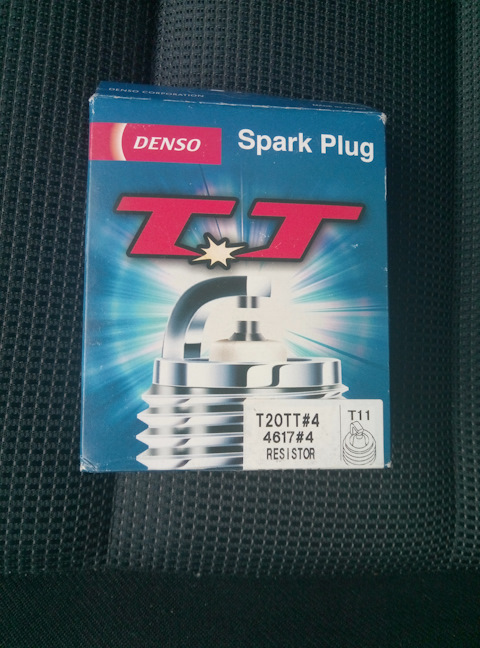 DENSO CORPORATION
DENSO
Spark Plug
TT
T20TT#4
4617#4
RESISTOR
T11